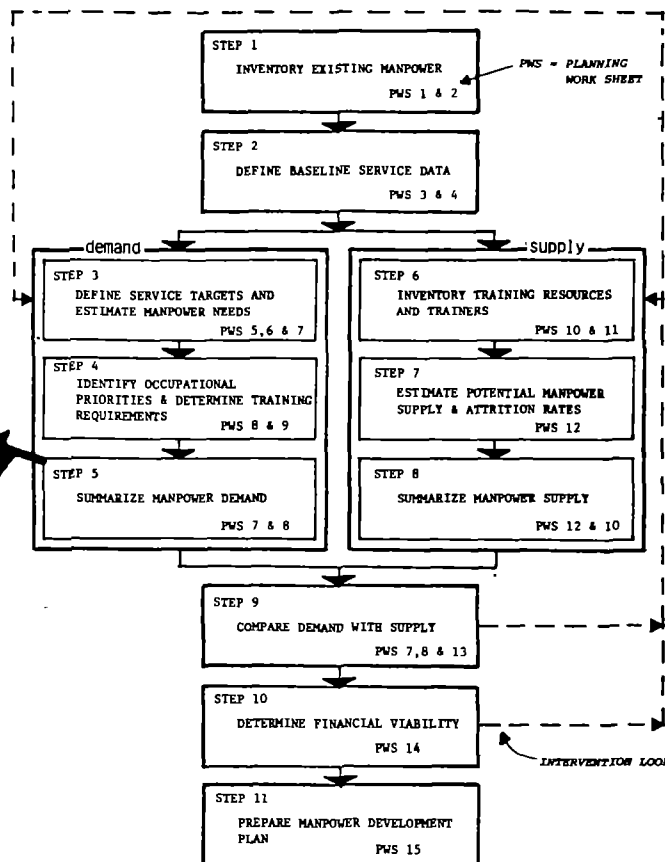 STEP 1
INVENTORY EXISTING MANPOWER
PWS 1 & 2
PWS = PLANNING
WORK SHEET
STEP 2
DEFINE BASELINE SERVICE DATA
PWS 3 & 4
demand
STEP 3
DEFINE SERVICE TARGETS AND
ESTIMATE MANPOWER NEEDS
PWS 5,6 & 7
STEP 4
IDENTIFY OCCUPATIONAL
PRIORITIES & DETERMINE TRAINING
REQUIREMENTS
PWS 8 & 9
STEP 5
SUMMARIZE MANPOWER DEMAND
PWS 7 & 8
supply
STEP 6
INVENTORY TRAINING RESOURCES
AND TRAINERS
PWS 10 & 11
STEP 7
ESTIMATE POTENTIAL MANPOWER
SUPPLY & ATTRITION RATES
PWS 12
STEP 8
SUMMARIZE MANPOWER SUPPLY
PWS 12 & 10
STEP 9
COMPARE DEMAND WITH SUPPLY
PWS 7,8 & 13
STEP 10
DETERMINE FINANCIAL VIABILITY
PWS 14
INTERVENTION LOOP
STEP 11
PREPARE MANPOWER DEVELOPMENT
PLAN
PWS 15